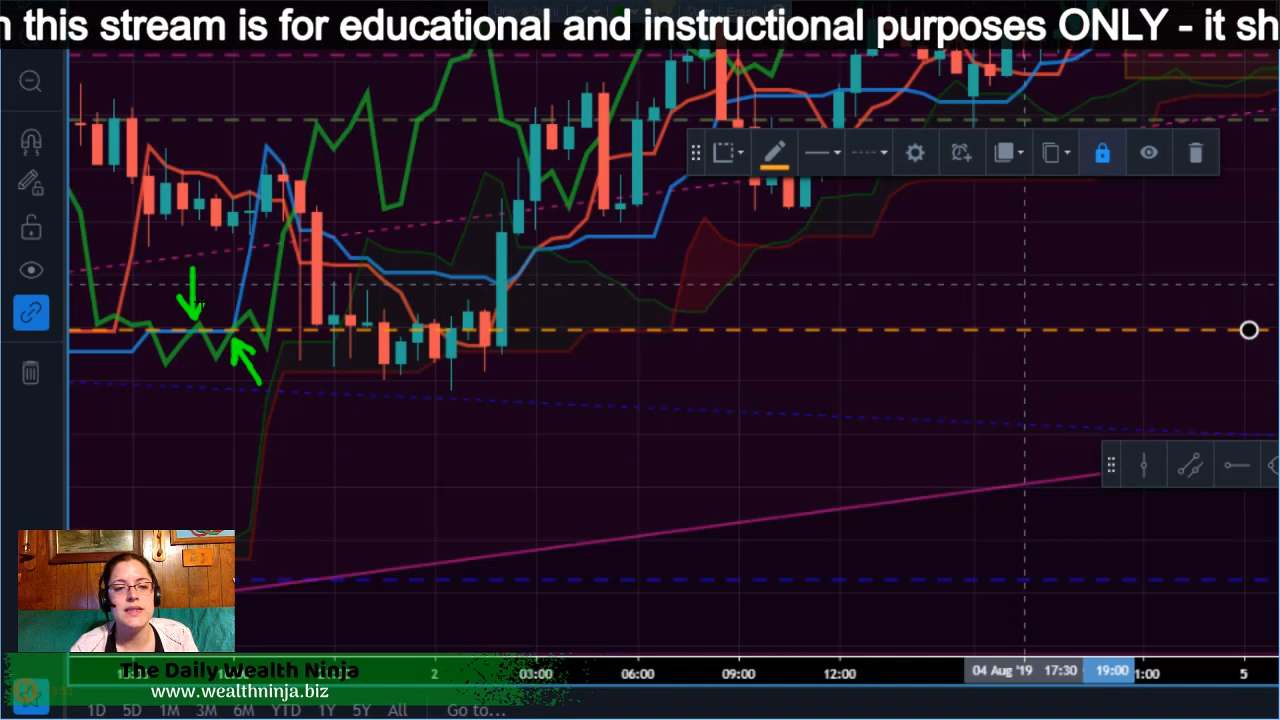 n this stream is for educational and instructional purposes ONLY - it sh
2 03:00 06:00 09:00 12:00 04 Aug '19 17:30 19:00 1:00 5
The Daily Wealth Ninja
www.wealthninja.biz
1D 5D 1M 3M 6M YTD 1Y 5Y All Go to...